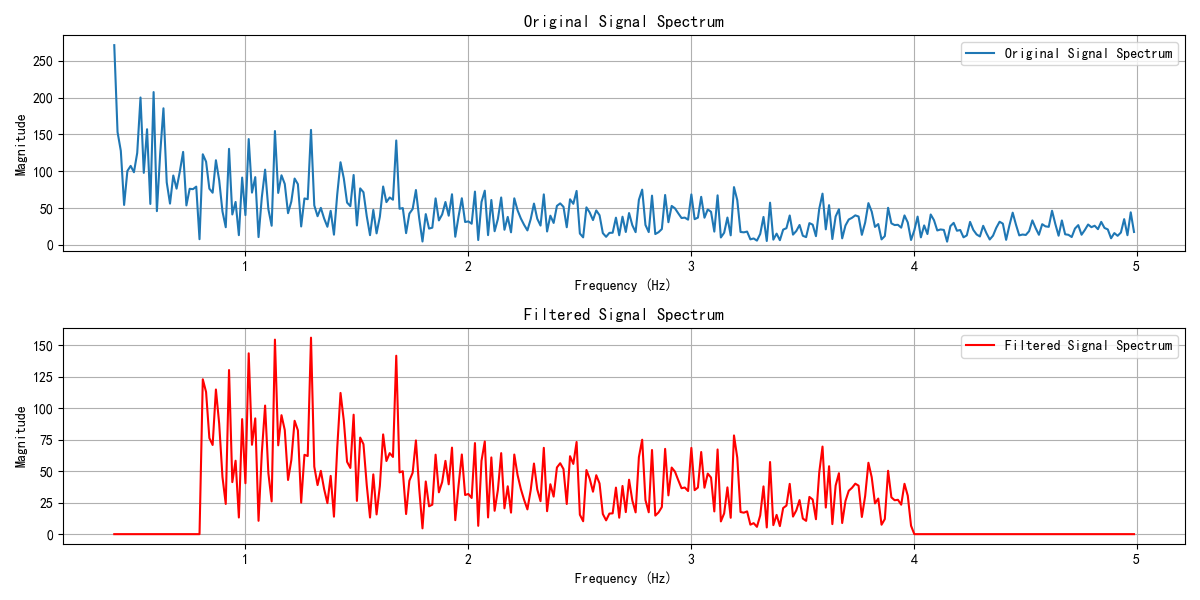 Original Signal Spectrum
Original Signal Spectrum
Magnitude
250
200
150
100
50
0
1 2 3 4 5
Frequency (Hz)
Filtered Signal Spectrum
Filtered Signal Spectrum
Magnitude
150
125
100
75
50
25
0
1 2 3 4 5
Frequency (Hz)